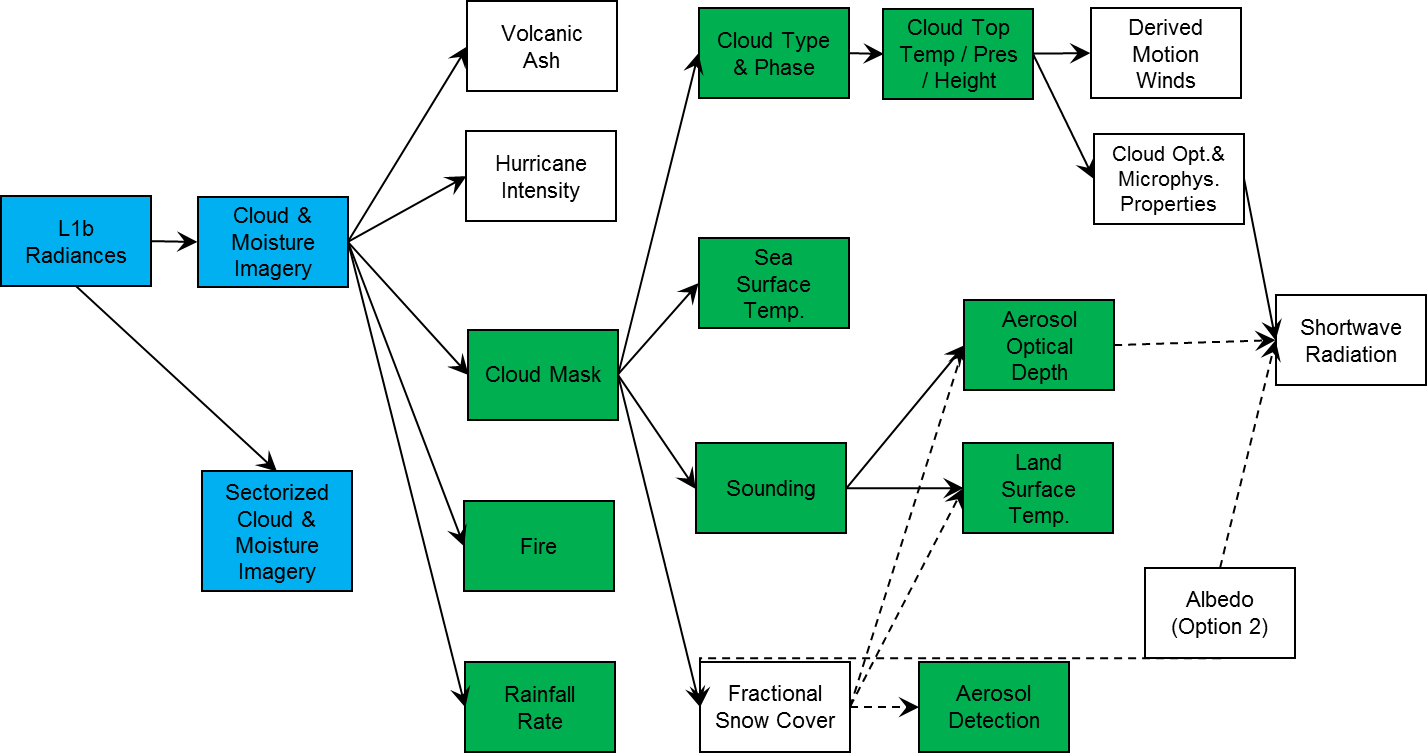 L1b
Radiances
Cloud &
Moisture
Imagery
Sectorized
Cloud &
Moisture
Imagery
Volcanic
Ash
Hurricane
Intensity
Cloud Mask
Fire
Rainfall
Rate
Cloud Type
& Phase
Sea
Surface
Temp.
Sounding
Fractional
Snow Cover
Cloud Top
Temp / Pres
/ Height
Aerosol
Optical
Depth
Land
Surface
Temp.
Aerosol
Detection
Derived
Motion
Winds
Cloud Opt.&
Microphys.
Properties
Albedo
(Option 2)
Shortwave
Radiation